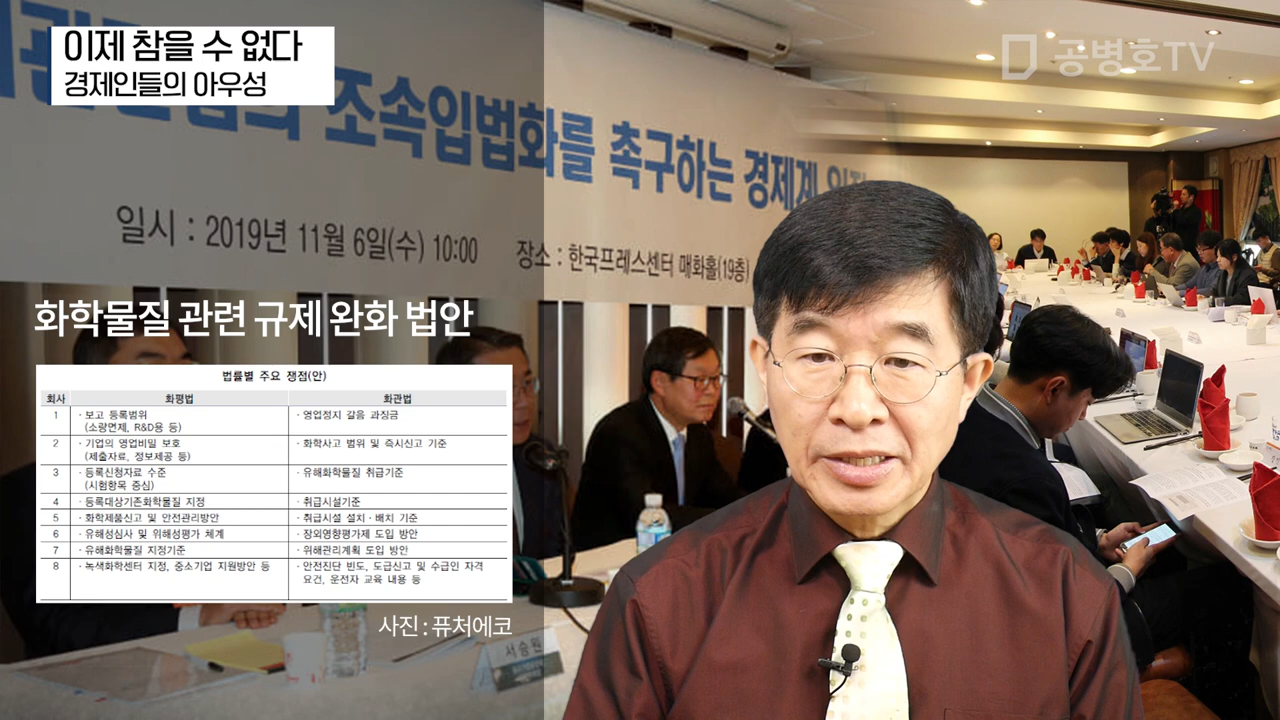 이제 참을 수 없다
경제인들의 아우성
공병호TV
조속입법화를 촉구하는 경제계
일시 : 2019년 11월 6일(수) 10:00
장소 : 한국프레스센터 매화홀(19층)
화학물질 관련 규제 완화 법안
법률별 주요 쟁점(안)
회사 화평법 화관법
1 · 보고 등록범위 (소량면제, R&D용 등) · 영업정지 갈음 과징금
2 · 기업의 영업비밀 보호 (제출자료, 정보제공 등) · 화학사고 범위 및 즉시신고 기준
3 · 등록신청자료 수준 (시험항목 중심) · 유해화학물질 취급기준
4 · 등록대상기존화학물질 지정 · 취급시설기준
5 · 화학제품신고 및 안전관리방안 · 취급시설 설치·배치 기준
6 · 유해성심사 및 위해성평가 체계 · 장외영향평가제 도입 방안
7 · 유해화학물질 지정기준 · 위해관리계획 도입 방안
8 · 녹색화학센터 지정, 중소기업 지원방안 등 · 안전진단 빈도, 도급신고 및 수급인 자격 요건, 운전자 교육 내용 등
사진 : 퓨처에코
서승원